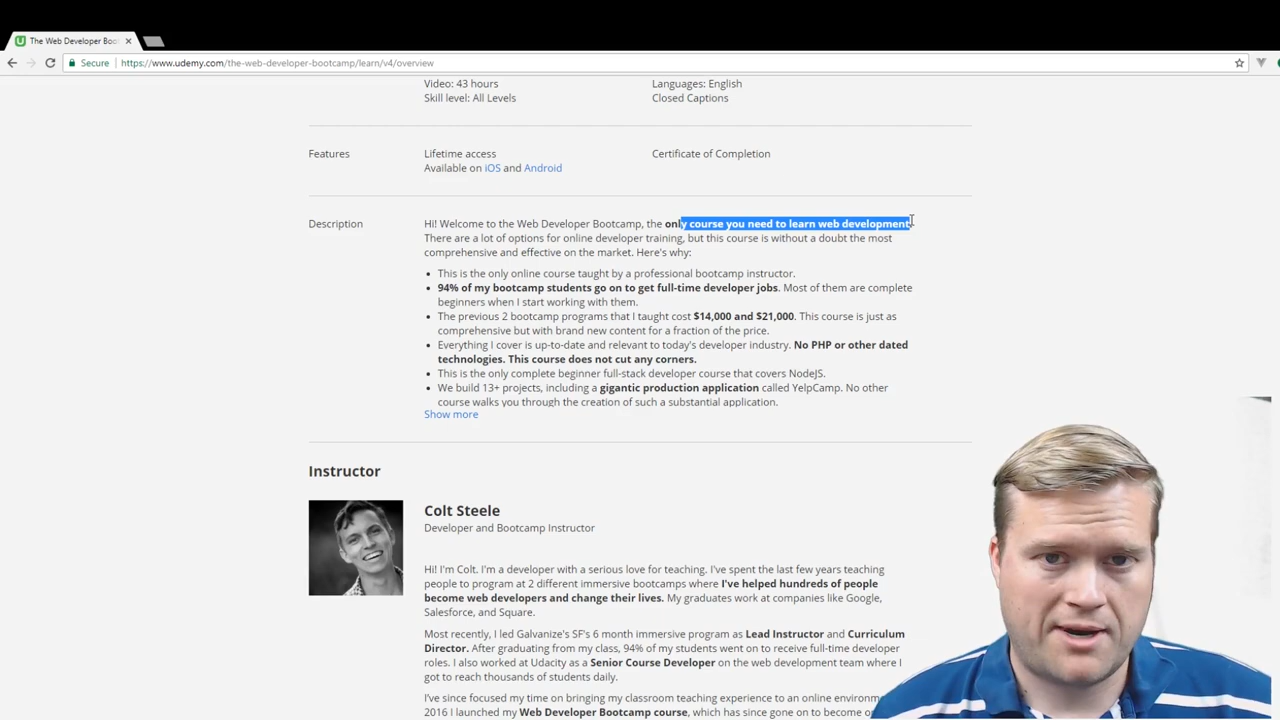 The Web Developer Boo
Secure https://www.udemy.com/the-web-developer-bootcamp/learn/v4/overview
Video: 43 hours Languages: English
Skill level: All Levels Closed Captions
Features Lifetime access Certificate of Completion
Available on iOS and Android
Description Hi! Welcome to the Web Developer Bootcamp, the only course you need to learn web development.
There are a lot of options for online developer training, but this course is without a doubt the most
comprehensive and effective on the market. Here's why:
• This is the only online course taught by a professional bootcamp instructor.
• 94% of my bootcamp students go on to get full-time developer jobs. Most of them are complete
beginners when I start working with them.
• The previous 2 bootcamp programs that I taught cost $14,000 and $21,000. This course is just as
comprehensive but with brand new content for a fraction of the price.
• Everything I cover is up-to-date and relevant to today's developer industry. No PHP or other dated
technologies. This course does not cut any corners.
• This is the only complete beginner full-stack developer course that covers NodeJS.
• We build 13+ projects, including a gigantic production application called YelpCamp. No other
course walks you through the creation of such a substantial application.
Show more
Instructor
Colt Steele
Developer and Bootcamp Instructor
Hi! I'm Colt. I'm a developer with a serious love for teaching. I've spent the last few years teaching
people to program at 2 different immersive bootcamps where I've helped hundreds of people
become web developers and change their lives. My graduates work at companies like Google,
Salesforce, and Square.
Most recently, I led Galvanize's SF's 6 month immersive program as Lead Instructor and Curriculum
Director. After graduating from my class, 94% of my students went on to receive full-time developer
roles. I also worked at Udacity as a Senior Course Developer on the web development team where I
got to reach thousands of students daily.
I've since focused my time on bringing my classroom teaching experience to an online environm
2016 I launched my Web Developer Bootcamp course, which has since gone on to become o